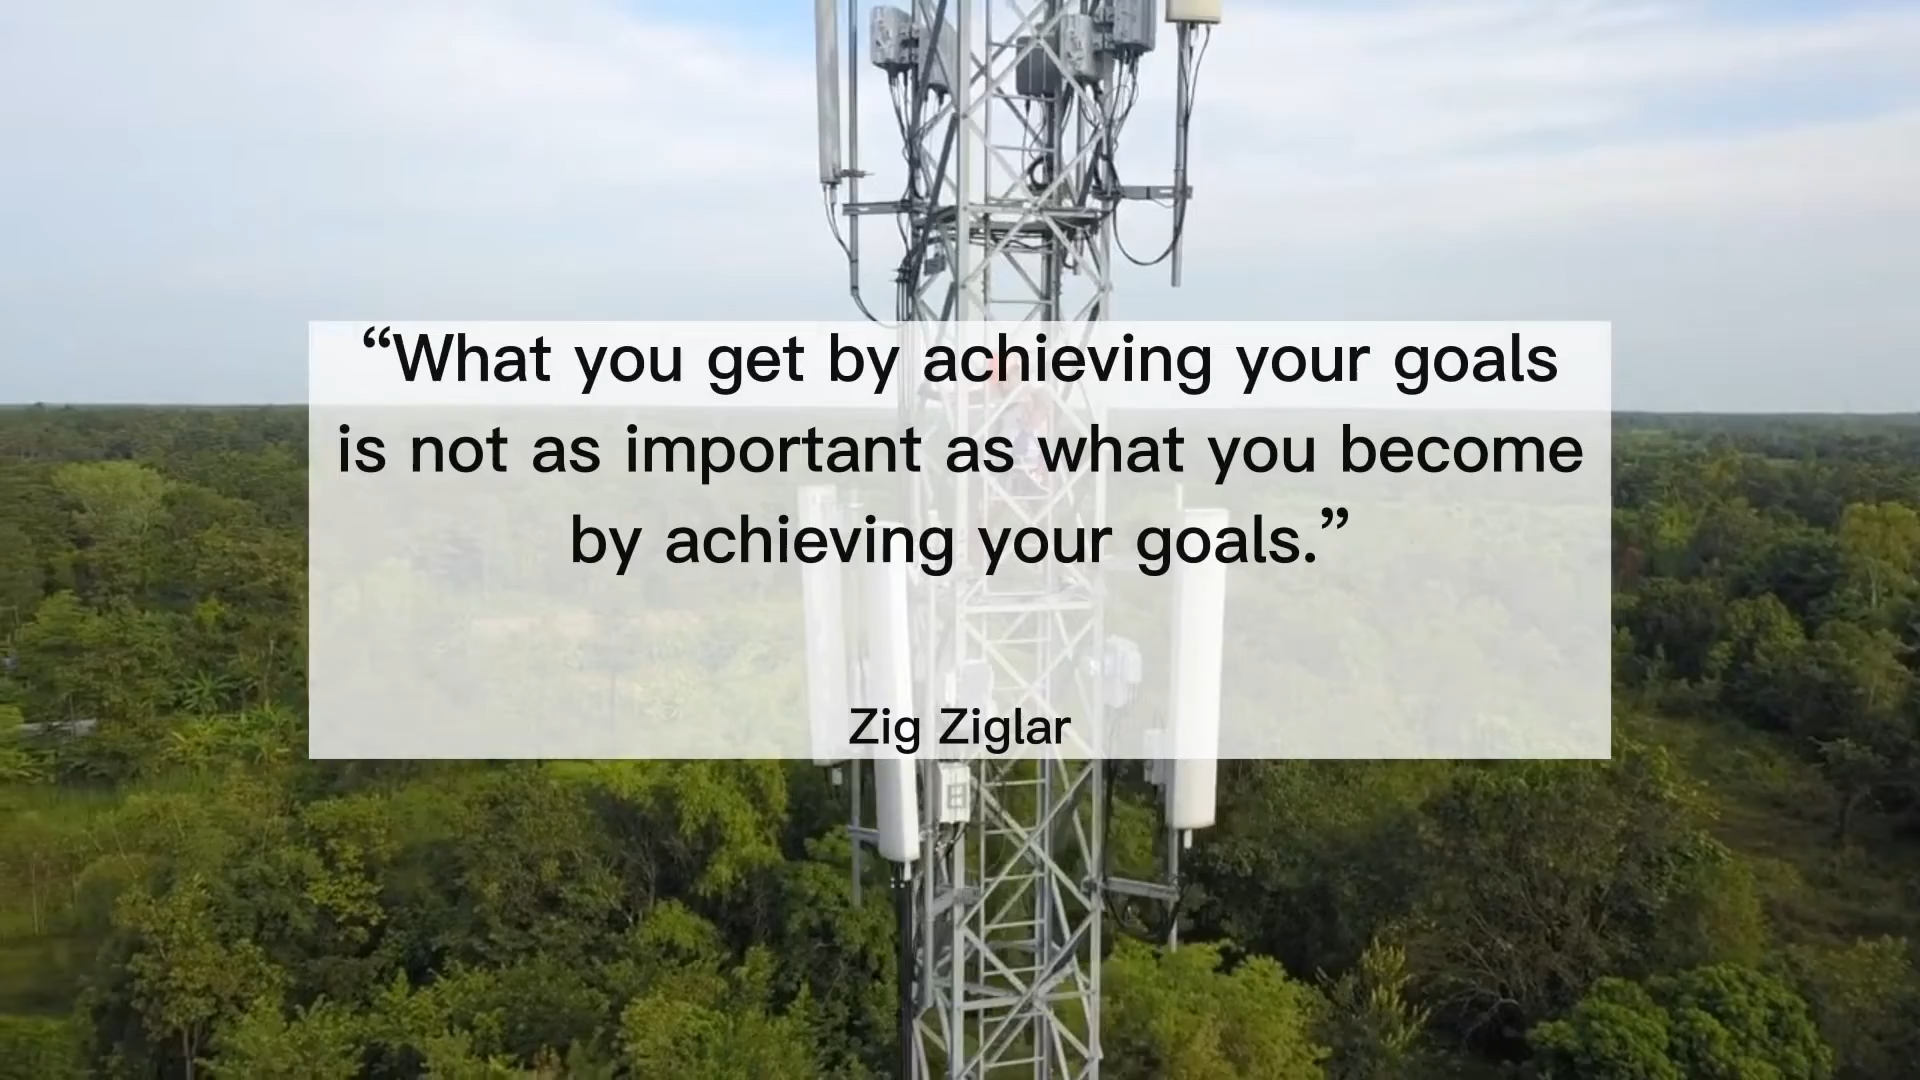 “What you get by achieving your goals
is not as important as what you become
by achieving your goals.”
Zig Ziglar